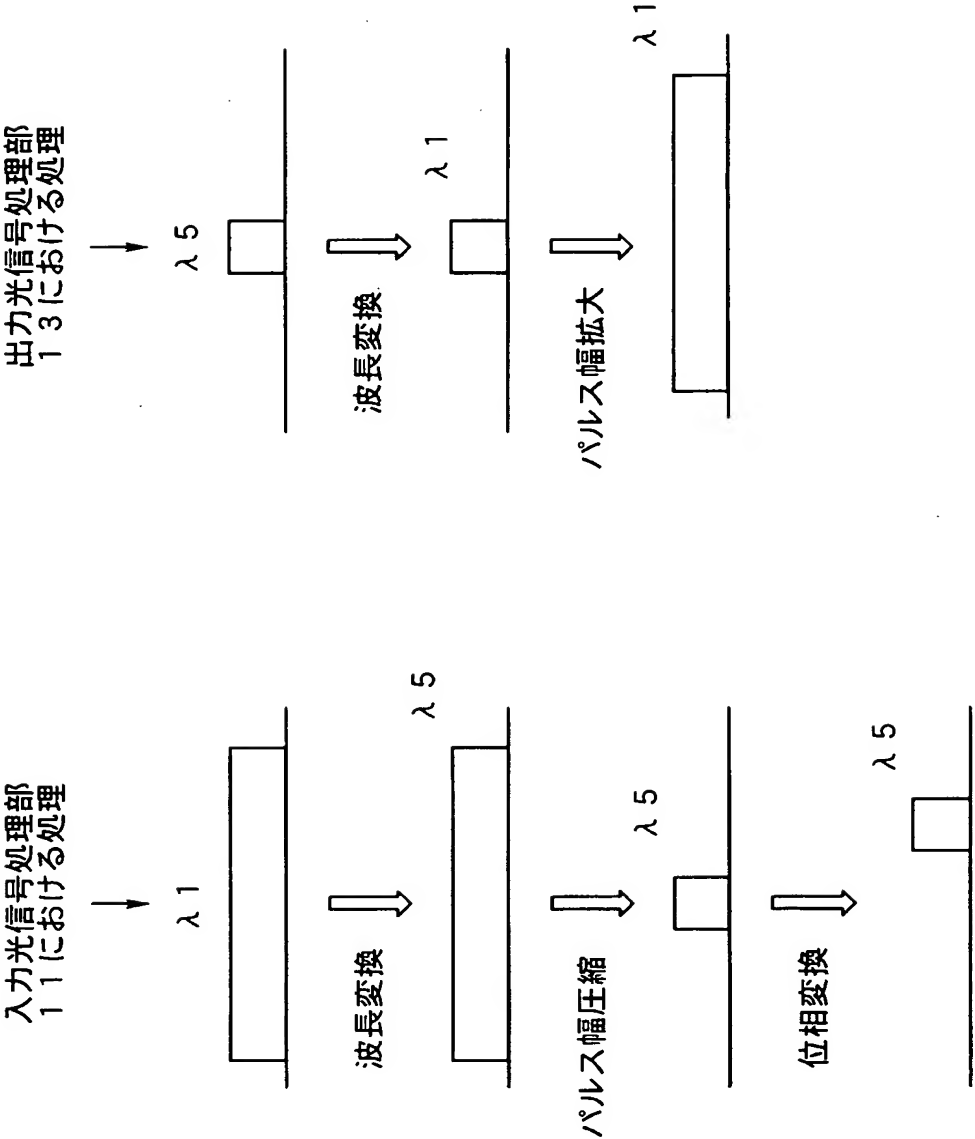 入力光信号処理部
11における処理
λ1
波長変換
λ5
パルス幅圧縮
λ5
位相変換
λ5
出力光信号処理部
13における処理
λ5
波長変換
λ1
パルス幅拡大
λ1